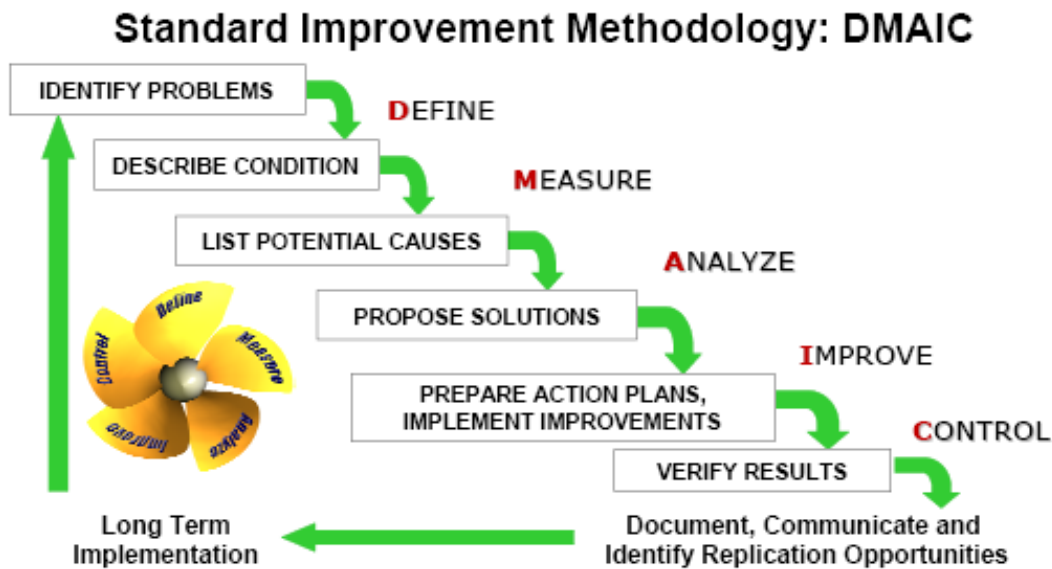 Standard Improvement Methodology: DMAIC
IDENTIFY PROBLEMS
DEFINE
DESCRIBE CONDITION
MEASURE
LIST POTENTIAL CAUSES
ANALYZE
PROPOSE SOLUTIONS
IMPROVE
PREPARE ACTION PLANS,
IMPLEMENT IMPROVEMENTS
CONTROL
VERIFY RESULTS
Define
Measure
Analyze
Improve
Control
Long Term
Implementation
Document, Communicate and
Identify Replication Opportunities